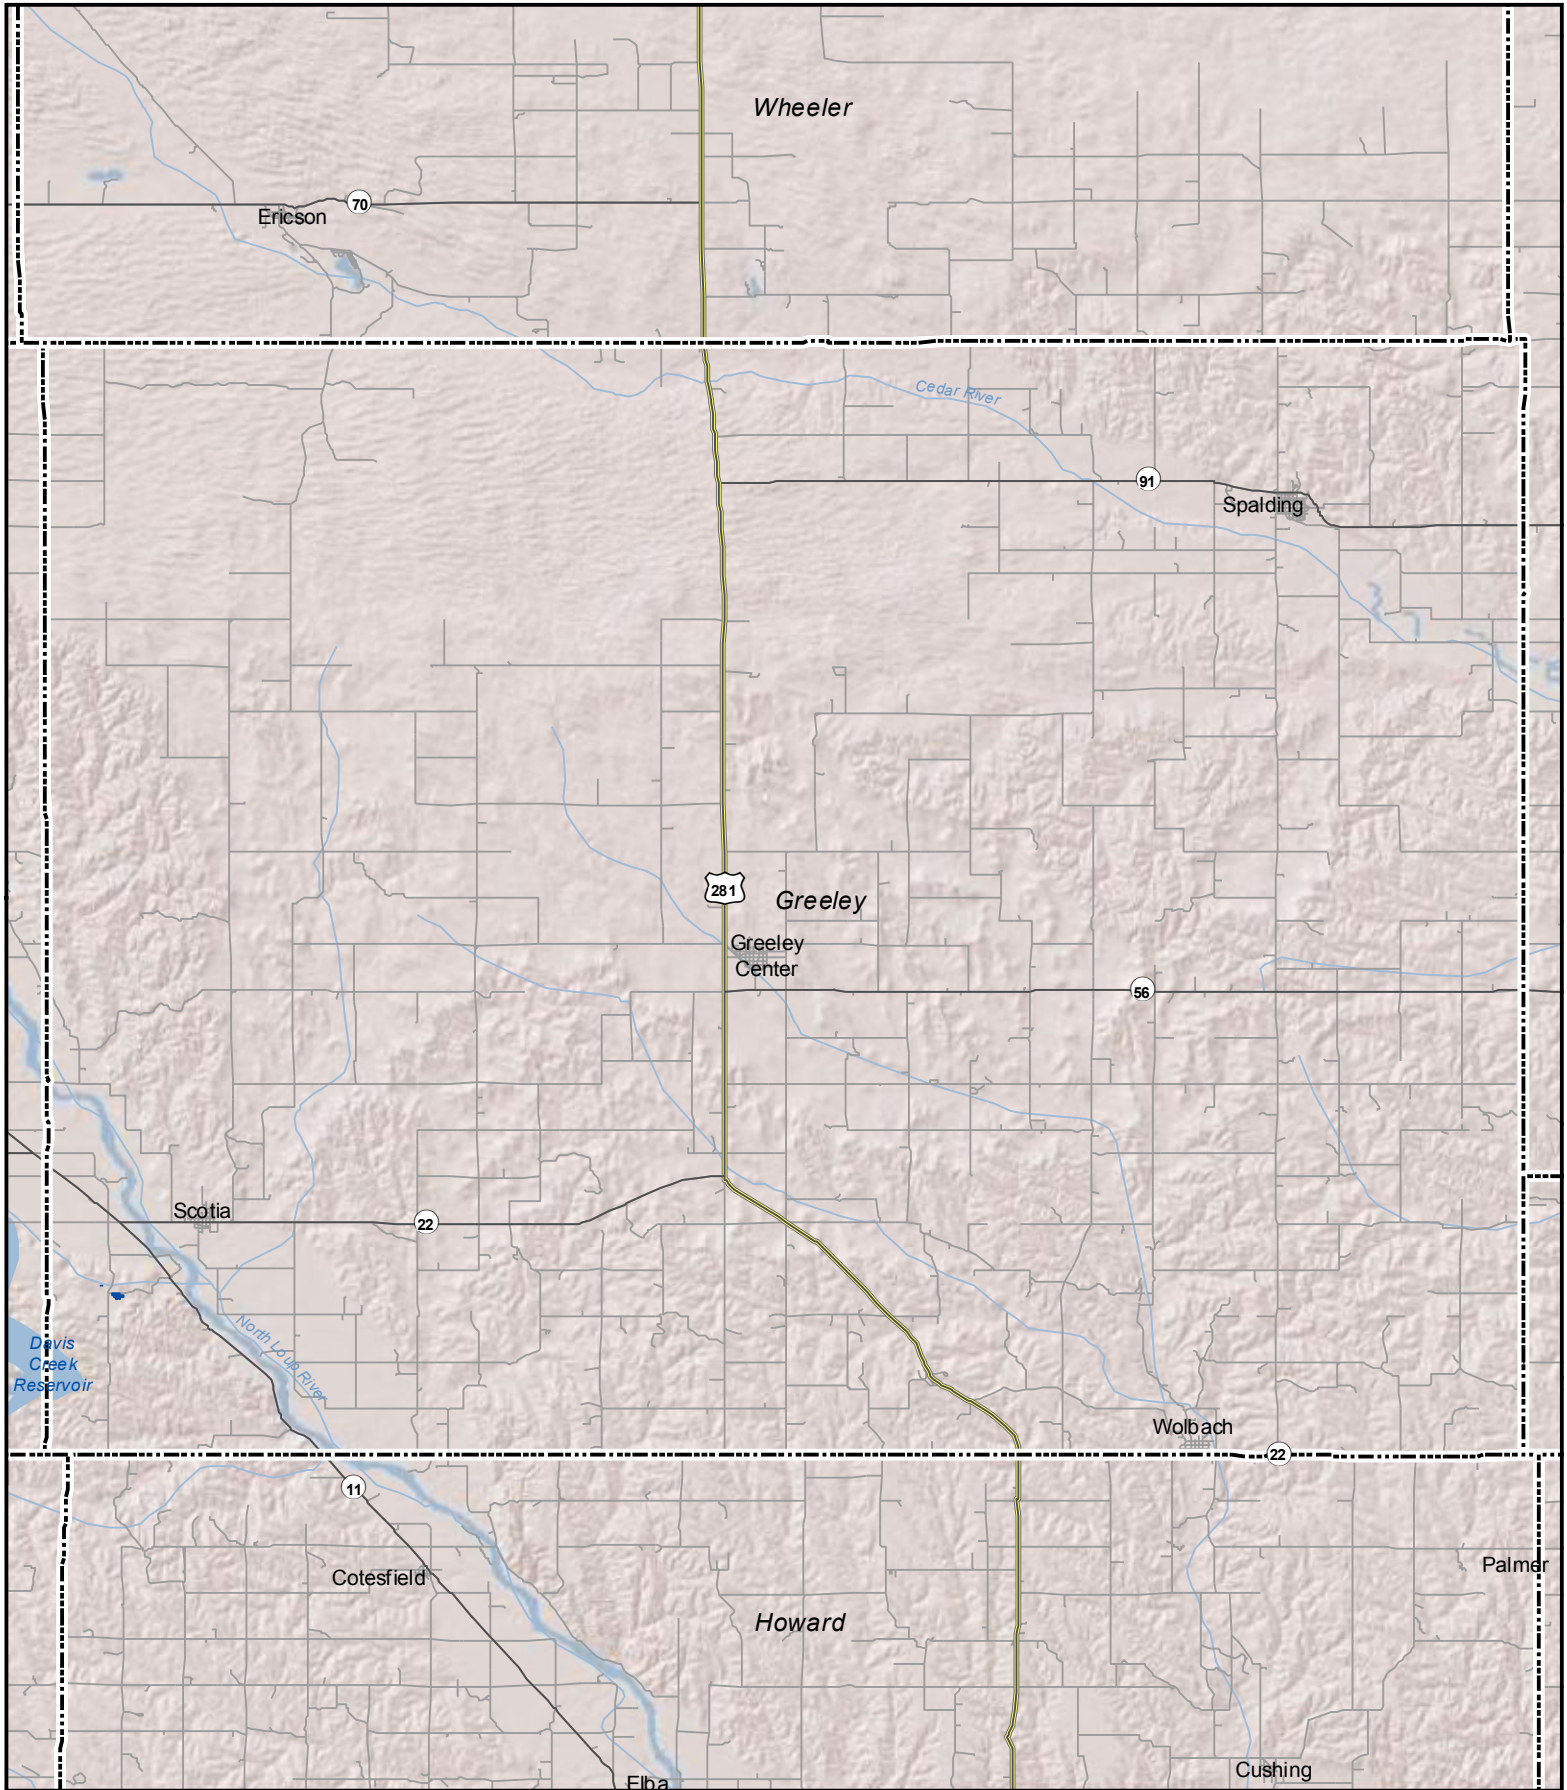 Wheeler
70
Ericson
Cedar River
91
Spalding
281
Greeley
Greeley
Center
56
Scotia
22
North Loup River
Davis
Creek
Reservoir
Wolbach
22
11
Cotesfield
Palmer
Howard
Cushing
Elba